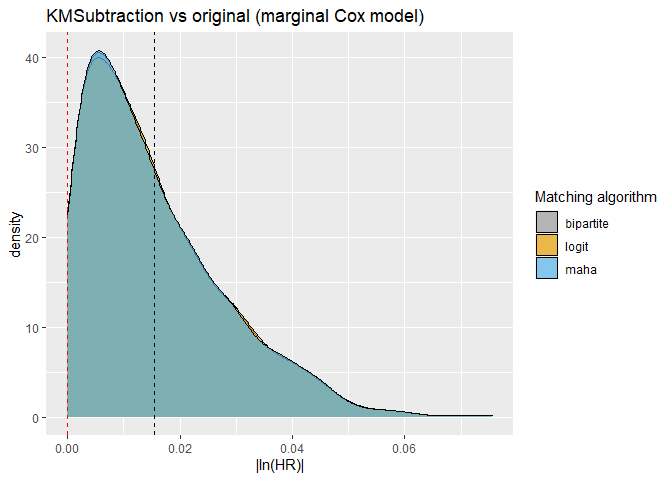 KMSubtraction vs original (marginal Cox model)
density
40
30
20
10
0
0.00
0.02
0.04
0.06
|ln(HR)|
Matching algorithm
bipartite
logit
maha